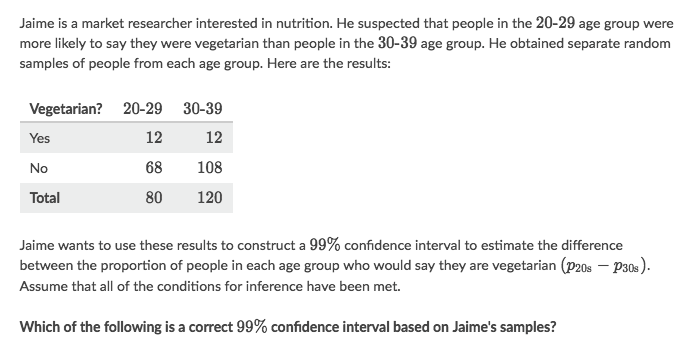 Jaime is a market researcher interested in nutrition. He suspected that people in the 20-29 age group were
more likely to say they were vegetarian than people in the 30-39 age group. He obtained separate random
samples of people from each age group. Here are the results:
Vegetarian? 20-29 30-39
Yes 12 12
No 68 108
Total 80 120
Jaime wants to use these results to construct a 99% confidence interval to estimate the difference
between the proportion of people in each age group who would say they are vegetarian (p20s − p30s).
Assume that all of the conditions for inference have been met.
Which of the following is a correct 99% confidence interval based on Jaime's samples?